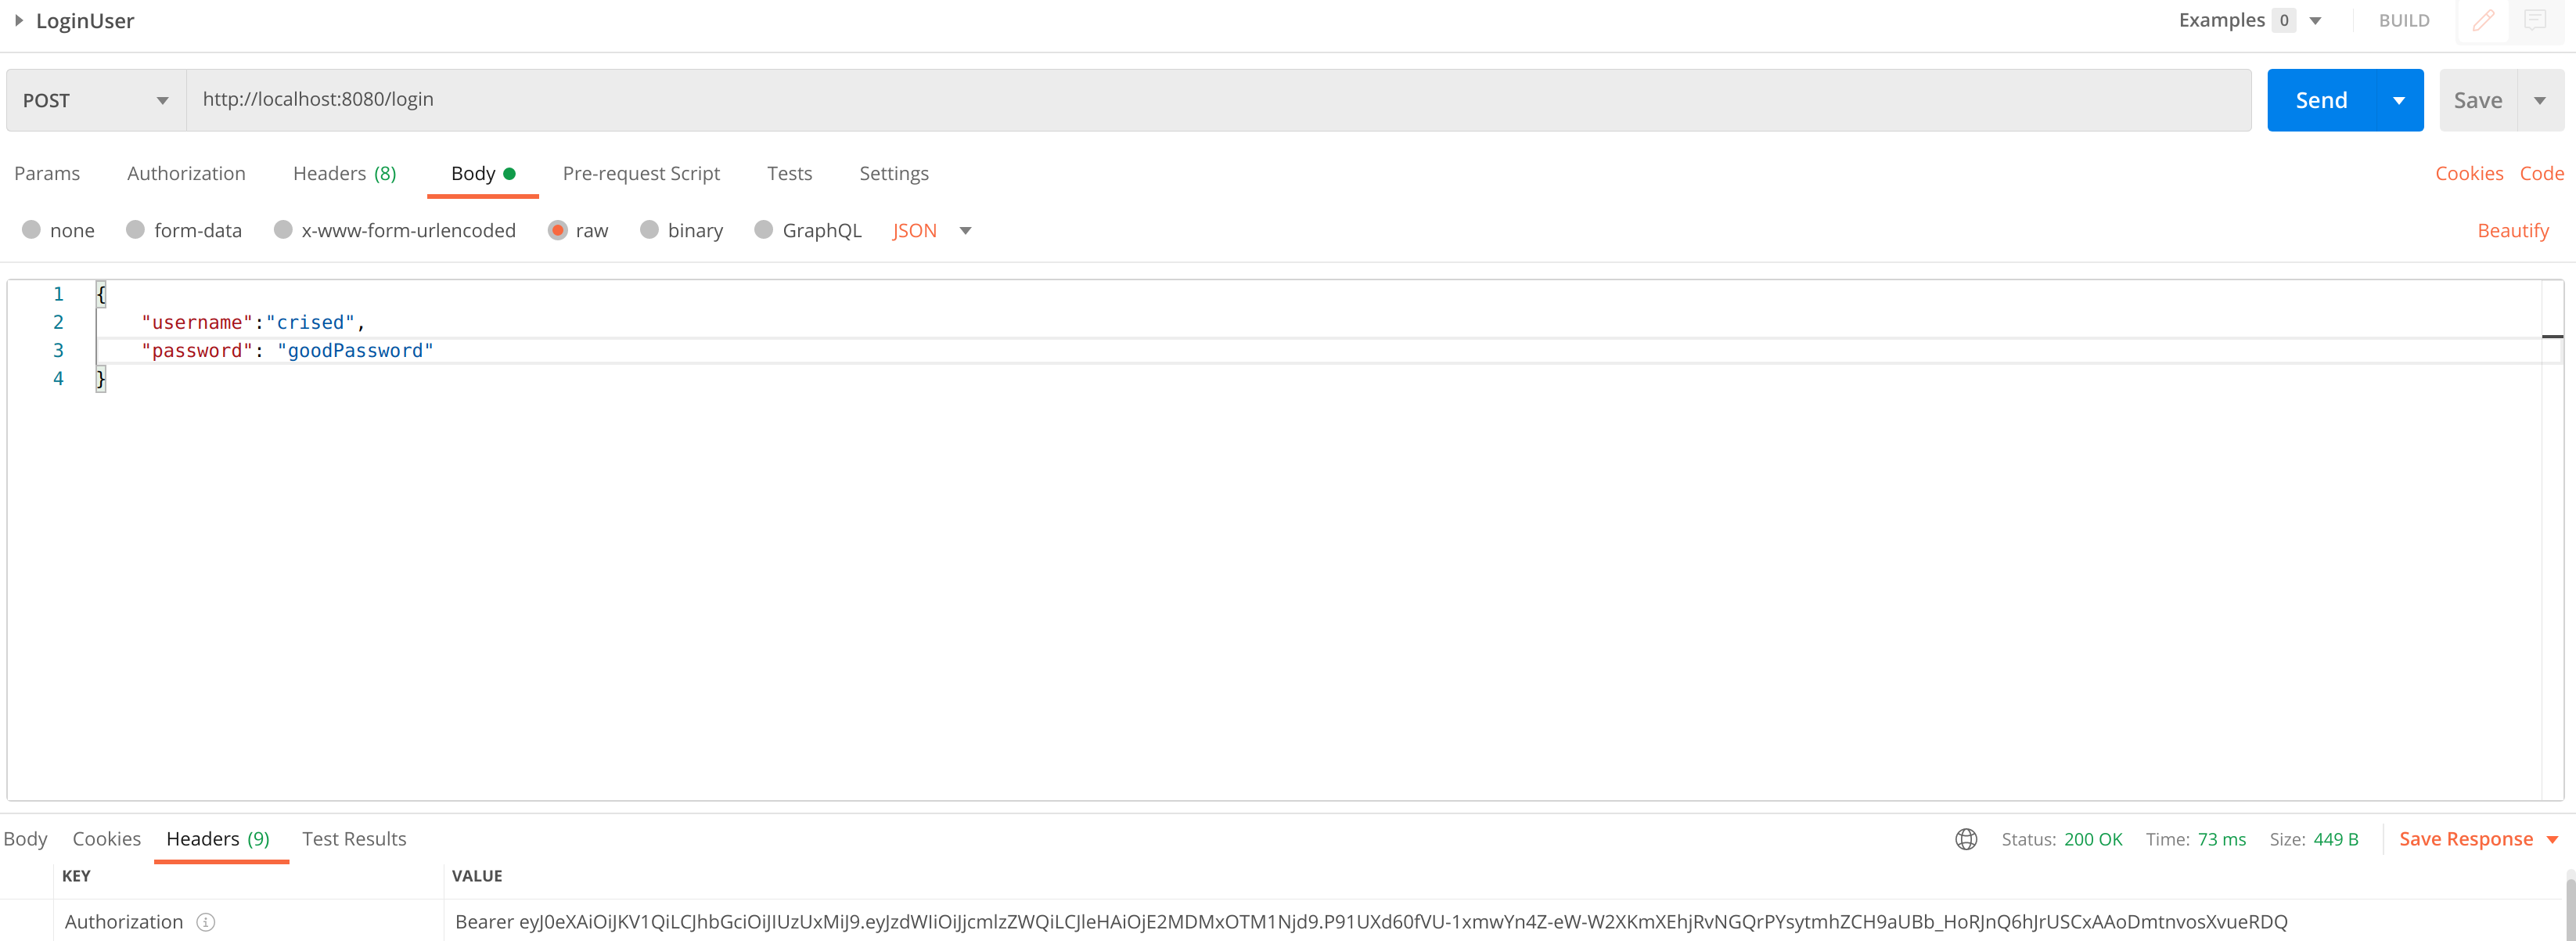 LoginUser Examples 0 BUILD
POST http://localhost:8080/login Send Save
Params Authorization Headers (8) Body Pre-request Script Tests Settings Cookies Code
none form-data x-www-form-urlencoded raw binary GraphQL JSON Beautify
1 {
2 "username":"crised",
3 "password": "goodPassword"
4 }
Body Cookies Headers (9) Test Results Status: 200 OK Time: 73 ms Size: 449 B Save Response
KEY VALUE
Authorization Bearer eyJ0eXAiOiJKV1QiLCJhbGciOiJIUzUxMiJ9.eyJzdWIiOiJjcmlzZWQiLCJleHAiOjE2MDMxOTM1Njd9.P91UXd60fVU-1xmwYn4Z-eW-W2XKmXEhjRvNGQrPYsytmhZCH9aUBb_HoRJnQ6hJrUSCxAAoDmtnvosXvueRDQ